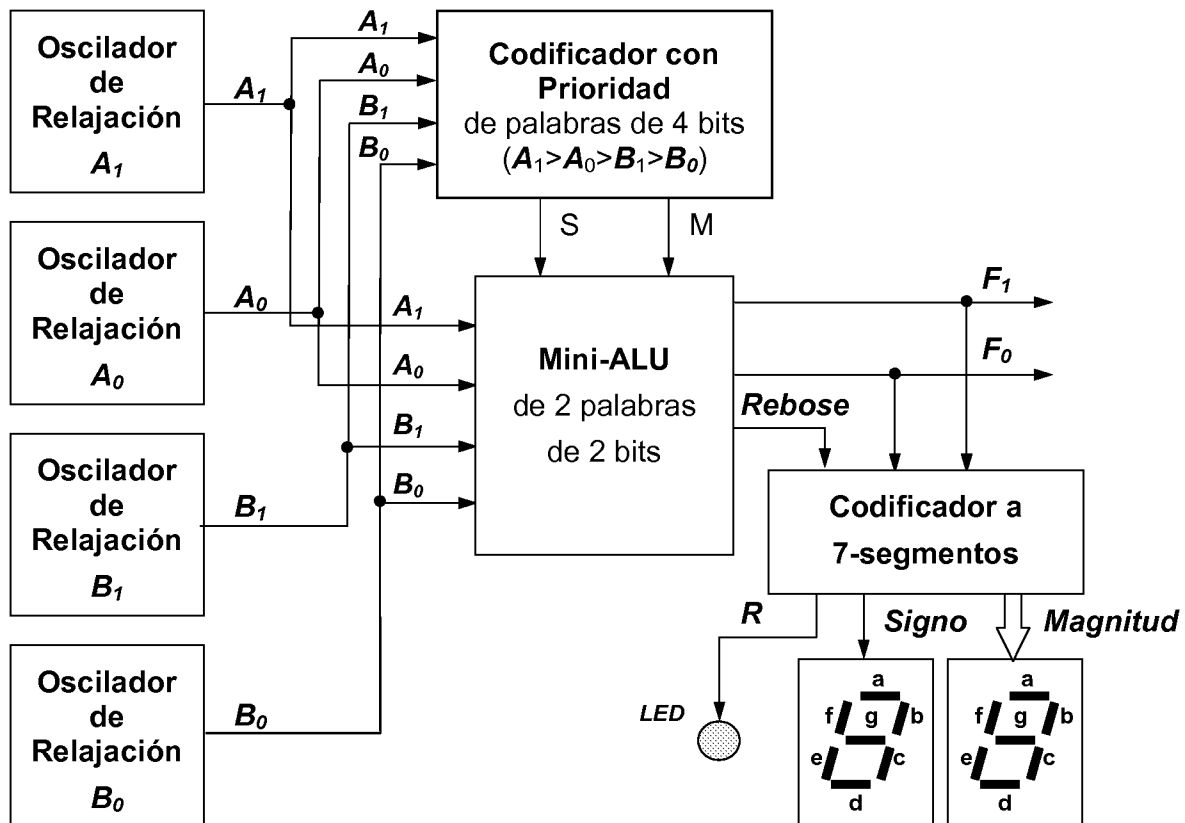 Oscilador
de
Relajación
A1
A1
A1
A0
B1
B0
Codificador con
Prioridad
de palabras de 4 bits
(A1>A0>B1>B0)
S
M
Oscilador
de
Relajación
A0
A0
A1
A0
B1
B0
Mini-ALU
de 2 palabras
de 2 bits
F1
F0
Rebose
Oscilador
de
Relajación
B1
B1
Codificador a
7-segmentos
R
Signo
Magnitud
Oscilador
de
Relajación
B0
B0
LED
a
f
g
b
e
c
d
a
f
g
b
e
c
d